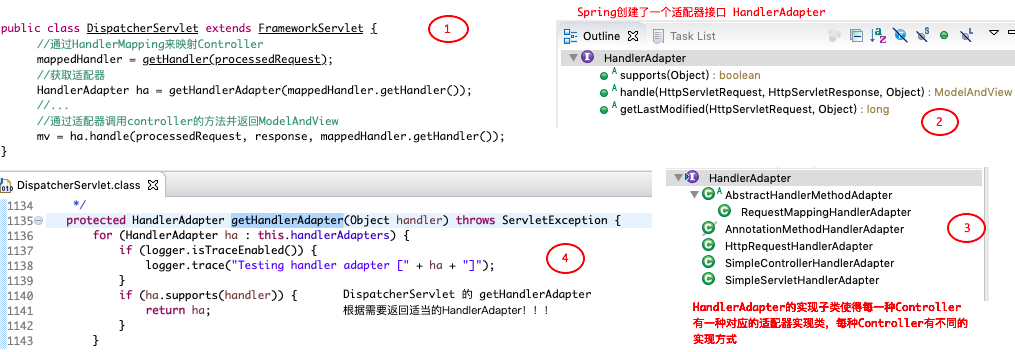 public class DispatcherServlet extends FrameworkServlet {
①
//通过HandlerMapping来映射Controller
mappedHandler = getHandler(processedRequest);
//获取适配器
HandlerAdapter ha = getHandlerAdapter(mappedHandler.getHandler());
//...
//通过适配器调用controller的方法并返回ModelAndView
mv = ha.handle(processedRequest, response, mappedHandler.getHandler());
}
Spring创建了一个适配器接口 HandlerAdapter
Outline Task List
HandlerAdapter
supports(Object) : boolean
handle(HttpServletRequest, HttpServletResponse, Object) : ModelAndView
getLastModified(HttpServletRequest, Object) : long
2
DispatcherServlet.class
1134 */
1135 protected HandlerAdapter getHandlerAdapter(Object handler) throws ServletException {
1136 for (HandlerAdapter ha : this.handlerAdapters) {
1137 if (logger.isTraceEnabled()) {
1138 logger.trace("Testing handler adapter [" + ha + "]");
1139 }
1140 if (ha.supports(handler)) {
1141 return ha;
1142 }
1143 }
4
DispatcherServlet 的 getHandlerAdapter
根据需要返回适当的HandlerAdapter！！！
HandlerAdapter
AbstractHandlerMethodAdapter
RequestMappingHandlerAdapter
AnnotationMethodHandlerAdapter
HttpRequestHandlerAdapter
SimpleControllerHandlerAdapter
SimpleServletHandlerAdapter
3
HandlerAdapter的实现子类使得每一种Controller
有一种对应的适配器实现类，每种Controller有不同的
实现方式